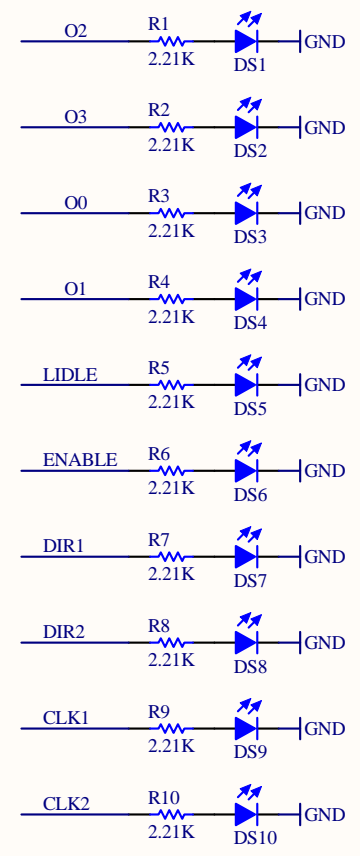 O2 R1 GND
2.21K DS1
O3 R2 GND
2.21K DS2
O0 R3 GND
2.21K DS3
O1 R4 GND
2.21K DS4
LIDLE R5 GND
2.21K DS5
ENABLE R6 GND
2.21K DS6
DIR1 R7 GND
2.21K DS7
DIR2 R8 GND
2.21K DS8
CLK1 R9 GND
2.21K DS9
CLK2 R10 GND
2.21K DS10